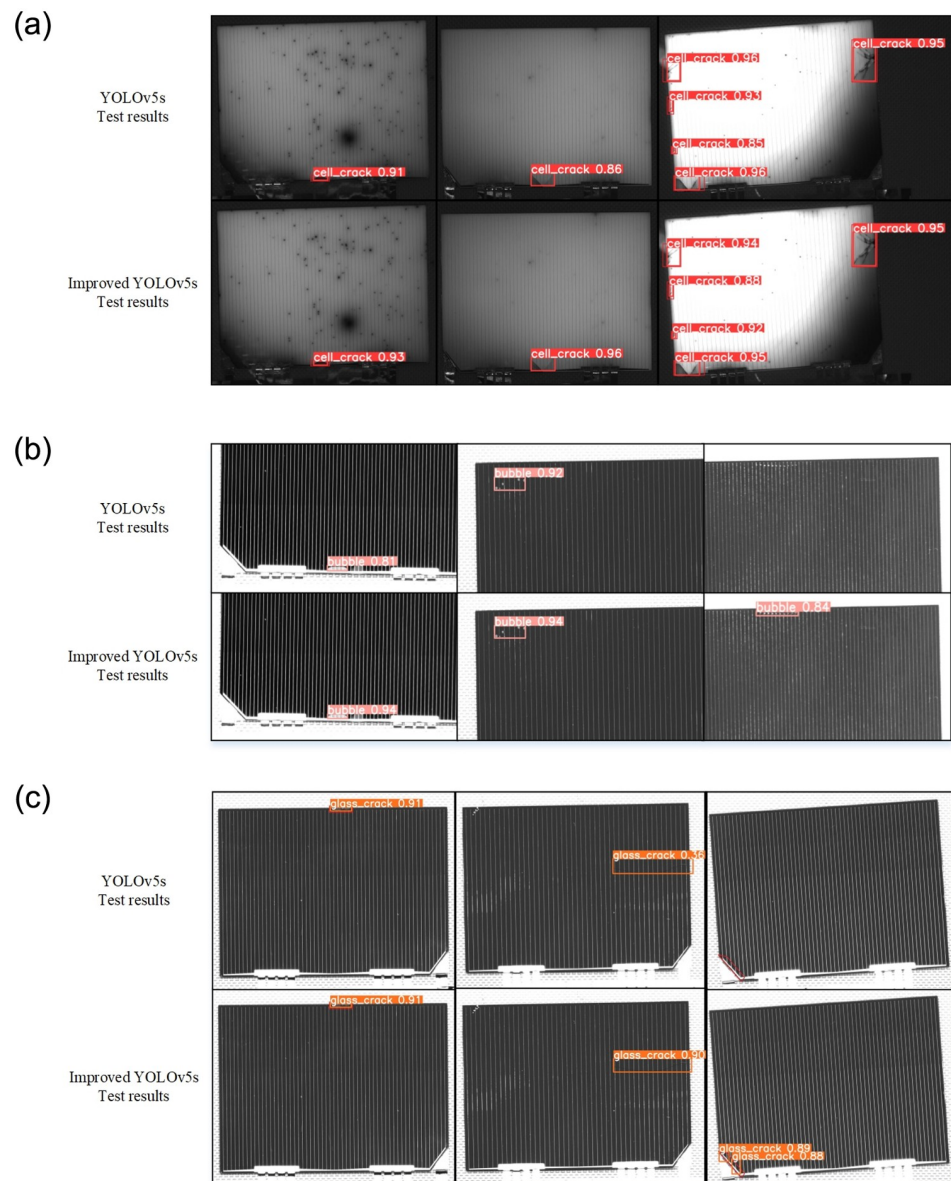 (a)
YOLOv5s
Test results
cell_crack 0.91
cell_crack 0.86
cell_crack 0.96
cell_crack 0.95
cell_crack 0.93
cell_crack 0.85
cell_crack 0.96
Improved YOLOv5s
Test results
cell_crack 0.93
cell_crack 0.96
cell_crack 0.94
cell_crack 0.95
cell_crack 0.88
cell_crack 0.92
cell_crack 0.95
(b)
YOLOv5s
Test results
bubble 0.81
bubble 0.92
Improved YOLOv5s
Test results
bubble 0.94
bubble 0.94
bubble 0.84
(c)
YOLOv5s
Test results
glass_crack 0.91
glass_crack 0.36
Improved YOLOv5s
Test results
glass_crack 0.91
glass_crack 0.90
glass_crack 0.89
glass_crack 0.88